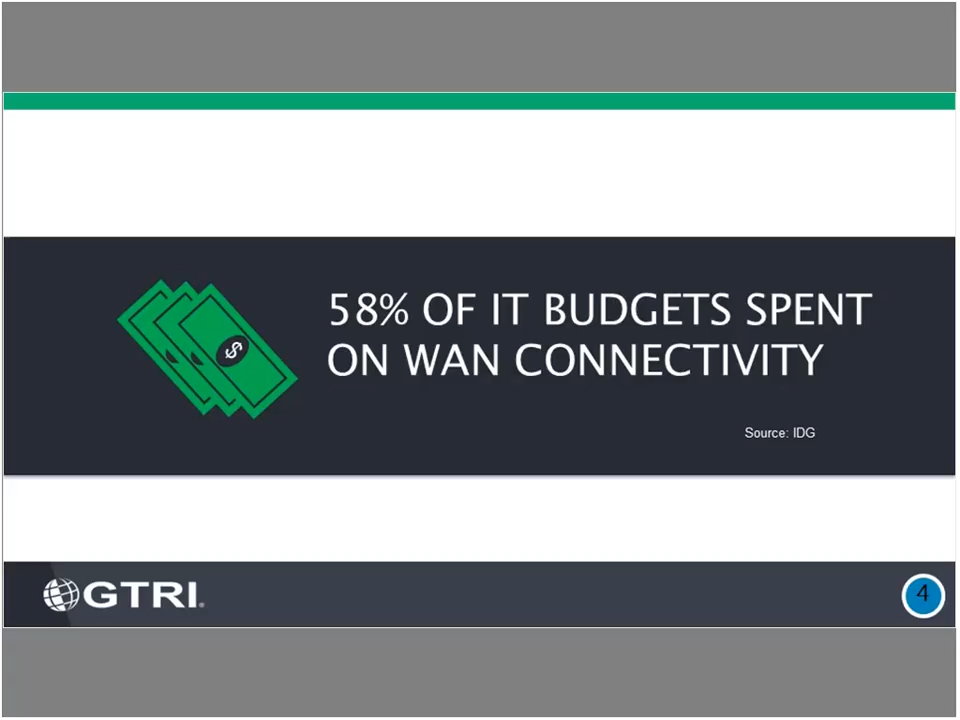 58% OF IT BUDGETS SPENT
ON WAN CONNECTIVITY
Source: IDG
GTRI®
4